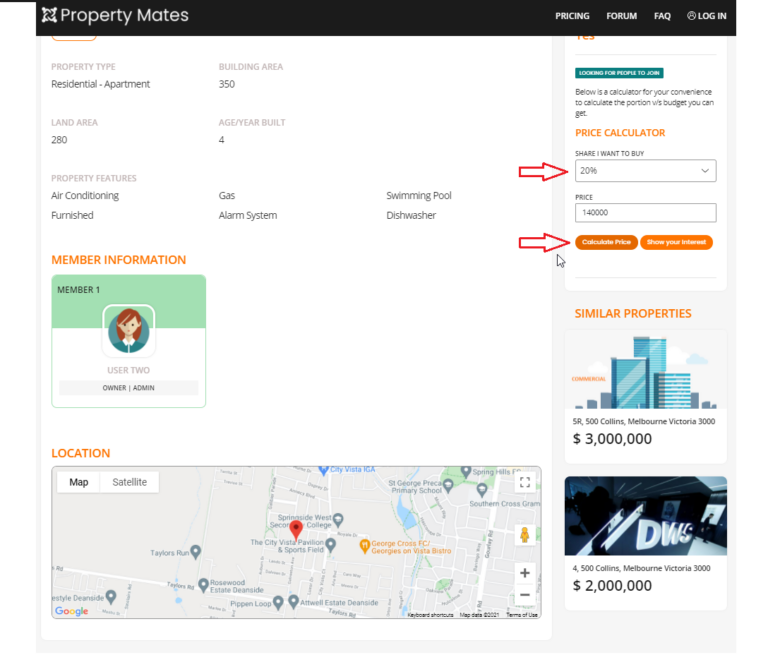 Property Mates
PRICING FORUM FAQ LOG IN
Yes
PROPERTY TYPE BUILDING AREA
Residential - Apartment 350
LAND AREA AGE/YEAR BUILT
280 4
PROPERTY FEATURES
Air Conditioning Gas Swimming Pool
Furnished Alarm System Dishwasher
MEMBER INFORMATION
MEMBER 1
USER TWO
OWNER | ADMIN
LOCATION
Map Satellite
City Vista IGA
Spring Hills
St George Preca
Primary School
Southern Cross Gram
Springside West
Secon College
The City Vista Pavilion
& Sports Field
George Cross FC/
Georgies on Vista Bistro
Taylors Run
Rosewood
Estate Deanside
estyle Deanside
Pippen Loop
Attwell Estate Deanside
Taylors Rd
Google
Keyboard shortcuts Map data ©2021 Terms of Use
LOOKING FOR PEOPLE TO JOIN
Below is a calculator for your convenience
to calculate the portion v/s budget you can
get.
PRICE CALCULATOR
SHARE I WANT TO BUY
20%
PRICE
140000
Calculate Price Show your Interest
SIMILAR PROPERTIES
COMMERCIAL
5R, 500 Collins, Melbourne Victoria 3000
$ 3,000,000
DWS
4, 500 Collins, Melbourne Victoria 3000
$ 2,000,000